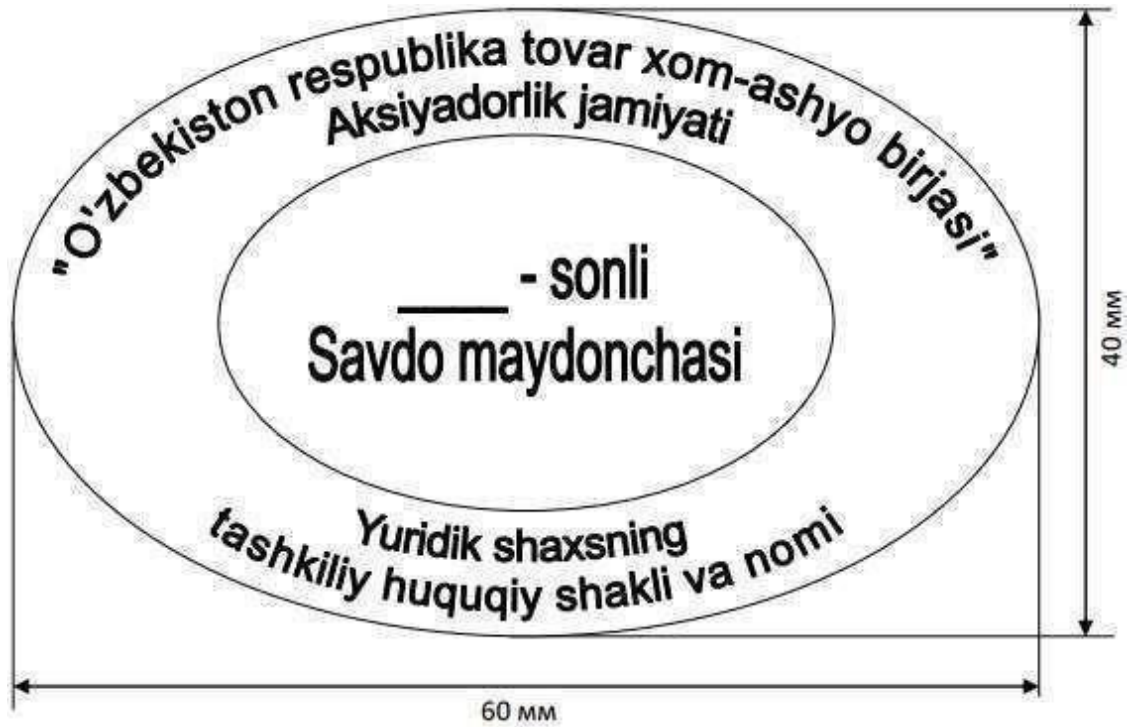 "O'zbekiston respublika tovar xom-ashyo birjasi"
Aksiyadorlik jamiyati
____ - sonli
Savdo maydonchasi
Yuridik shaxsning
tashkiliy huquqiy shakli va nomi
40 мм
60 мм